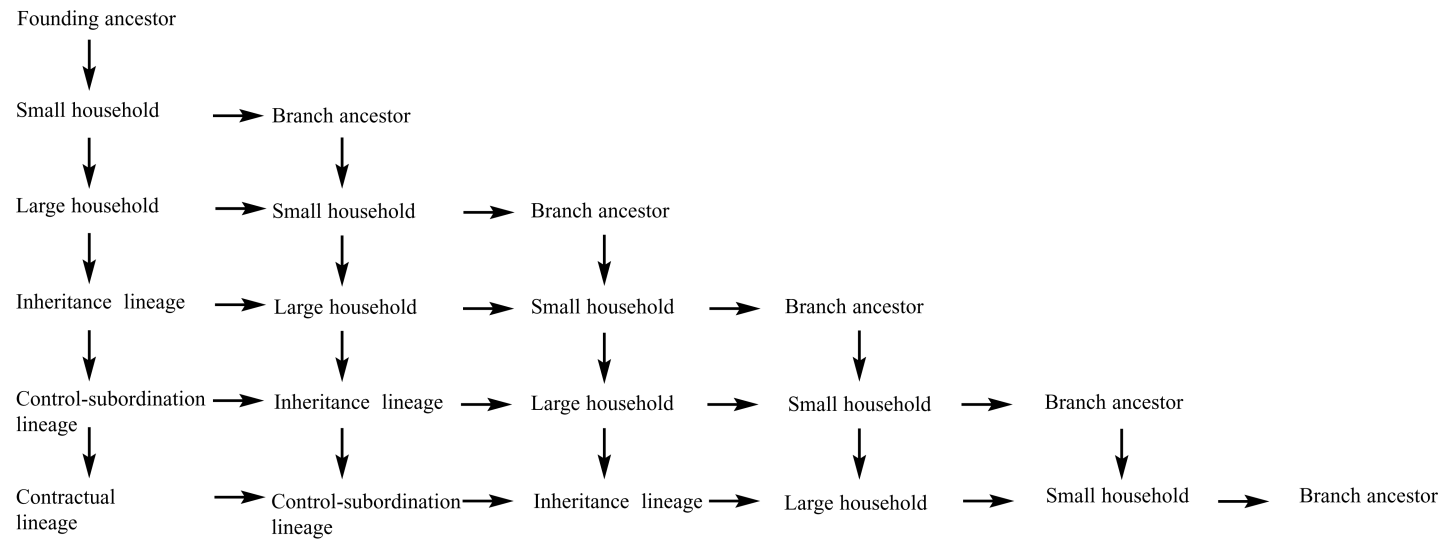 Founding ancestor
Small household
Branch ancestor
Large household
Small household
Branch ancestor
Inheritance lineage
Large household
Small household
Branch ancestor
Control-subordination
lineage
Inheritance lineage
Large household
Small household
Branch ancestor
Contractual
lineage
Control-subordination
lineage
Inheritance lineage
Large household
Small household
Branch ancestor